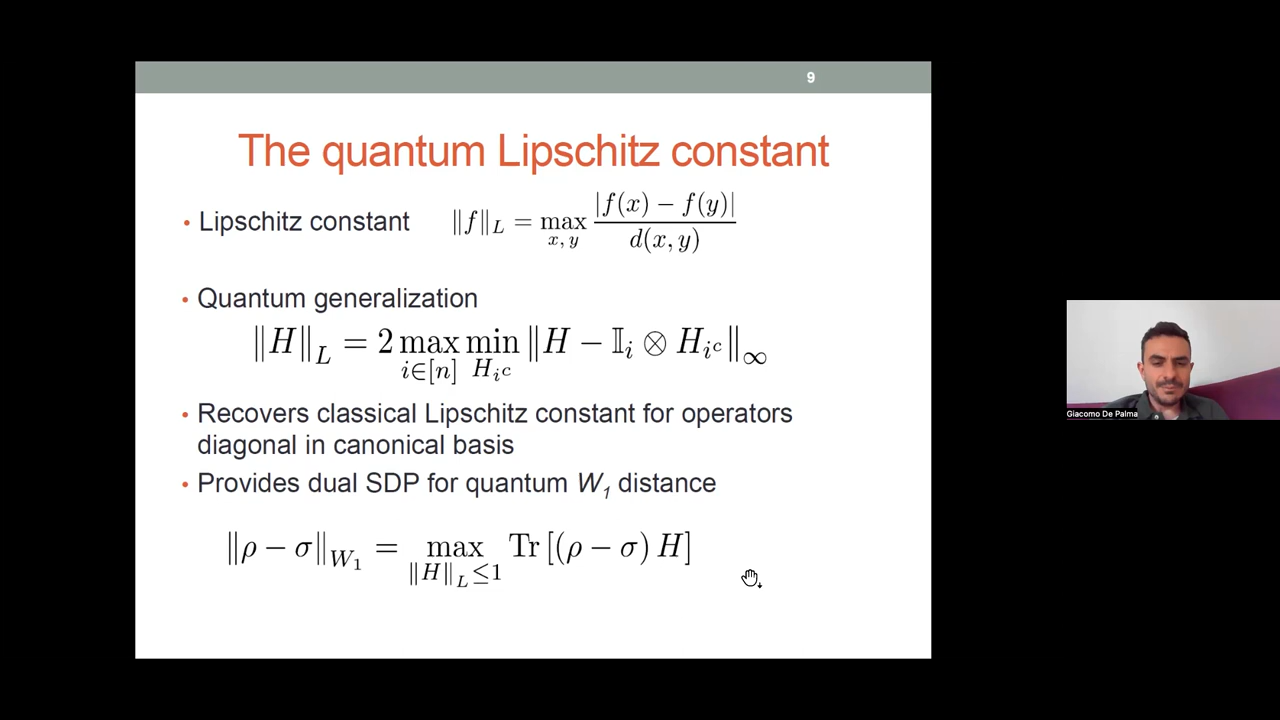 9
The quantum Lipschitz constant
• Lipschitz constant ‖f‖_L = max_{x,y} |f(x) − f(y)| / d(x, y)
• Quantum generalization
‖H‖_L = 2 max_{i∈[n]} min_{H_{i^c}} ‖H − 𝕀_i ⊗ H_{i^c}‖_∞
• Recovers classical Lipschitz constant for operators
diagonal in canonical basis
• Provides dual SDP for quantum W_1 distance
‖ρ − σ‖_{W_1} = max_{‖H‖_L ≤ 1} Tr [(ρ − σ) H]
Giacomo De Palma